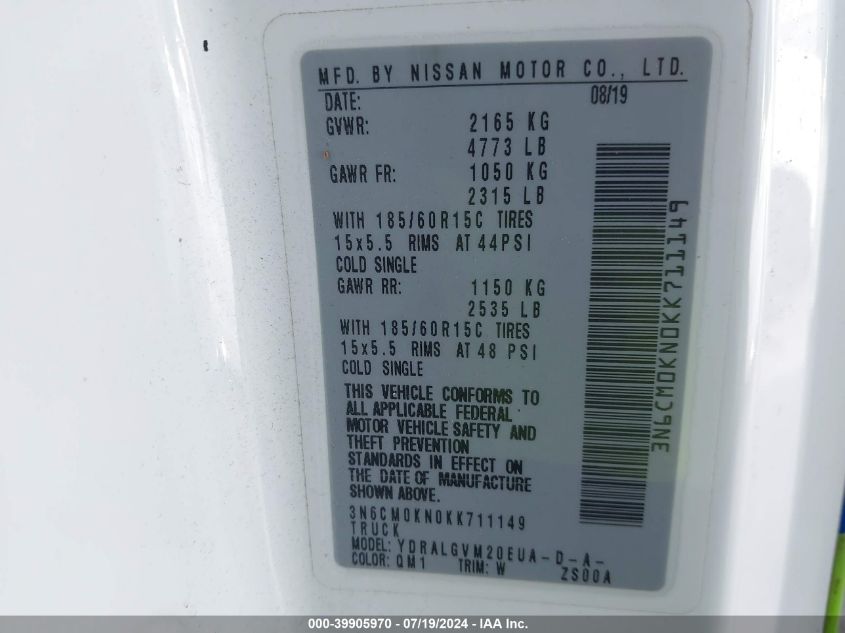 MFD. BY NISSAN MOTOR CO., LTD.
DATE: 08/19
GVWR: 2165 KG
4773 LB
GAWR FR: 1050 KG
2315 LB
WITH 185/60R15C TIRES
15x5.5 RIMS AT 44PSI
COLD SINGLE
GAWR RR: 1150 KG
2535 LB
WITH 185/60R15C TIRES
15x5.5 RIMS AT 48 PSI
COLD SINGLE
THIS VEHICLE CONFORMS TO
ALL APPLICABLE FEDERAL
MOTOR VEHICLE SAFETY AND
THEFT PREVENTION
STANDARDS IN EFFECT ON
THE DATE OF MANUFACTURE
SHOWN ABOVE.
3N6CM0KN0KK711149
TRUCK
MODEL: YDRALGVM20EUA-D-A-
COLOR: QM1 TRIM: W ZS00A
3N6CM0KN0KK711149
000-39905970 / 07/19/2024 - IAA Inc.